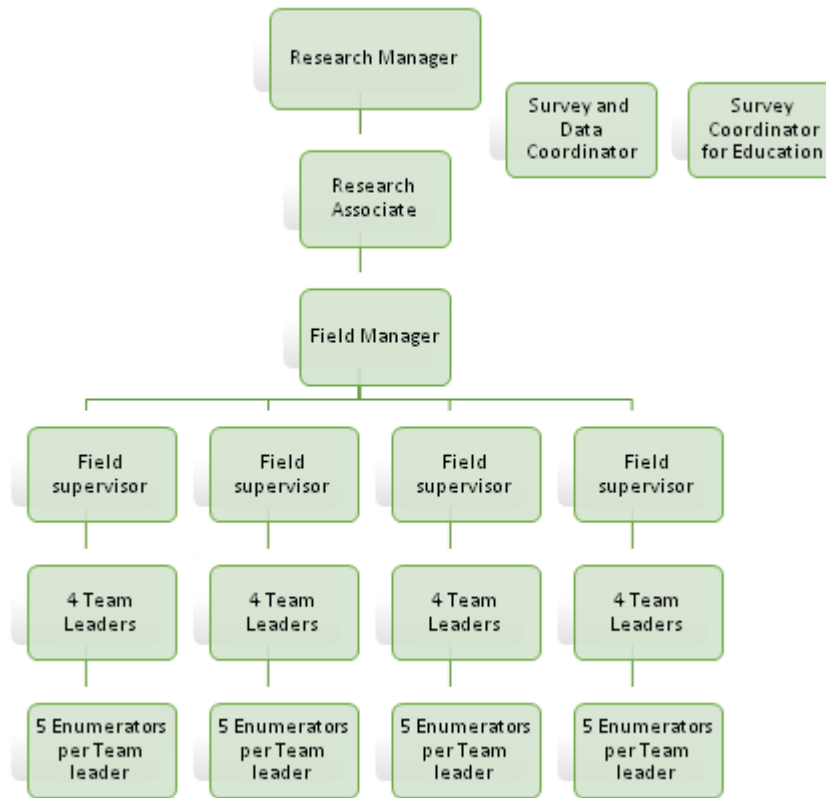 Research Manager
Survey and
Data
Coordinator
Survey
Coordinator
for Education
Research
Associate
Field Manager
Field
supervisor
Field
supervisor
Field
supervisor
Field
supervisor
4 Team
Leaders
4 Team
Leaders
4 Team
Leaders
4 Team
Leaders
5 Enumerators
per Team
leader
5 Enumerators
per Team
leader
5 Enumerators
per Team
leader
5 Enumerators
per Team
leader